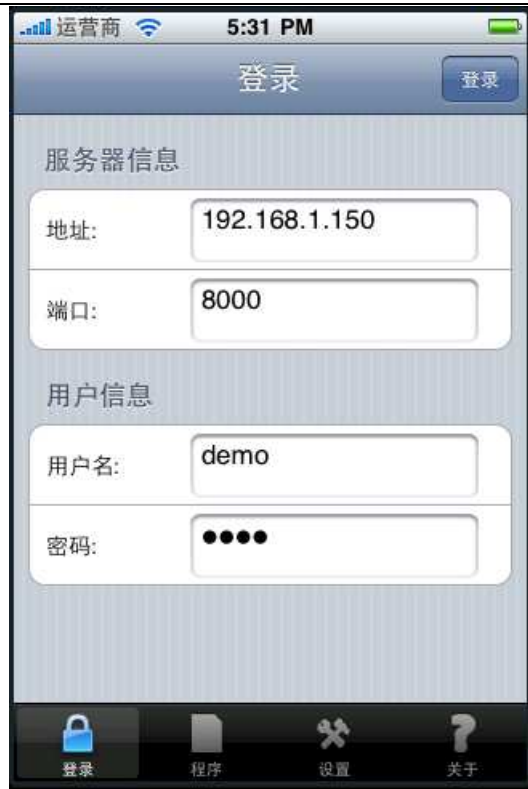 运营商 5:31 PM
登录 登录
服务器信息
地址: 192.168.1.150
端口: 8000
用户信息
用户名: demo
密码: ●●●●
登录 程序 设置 关于